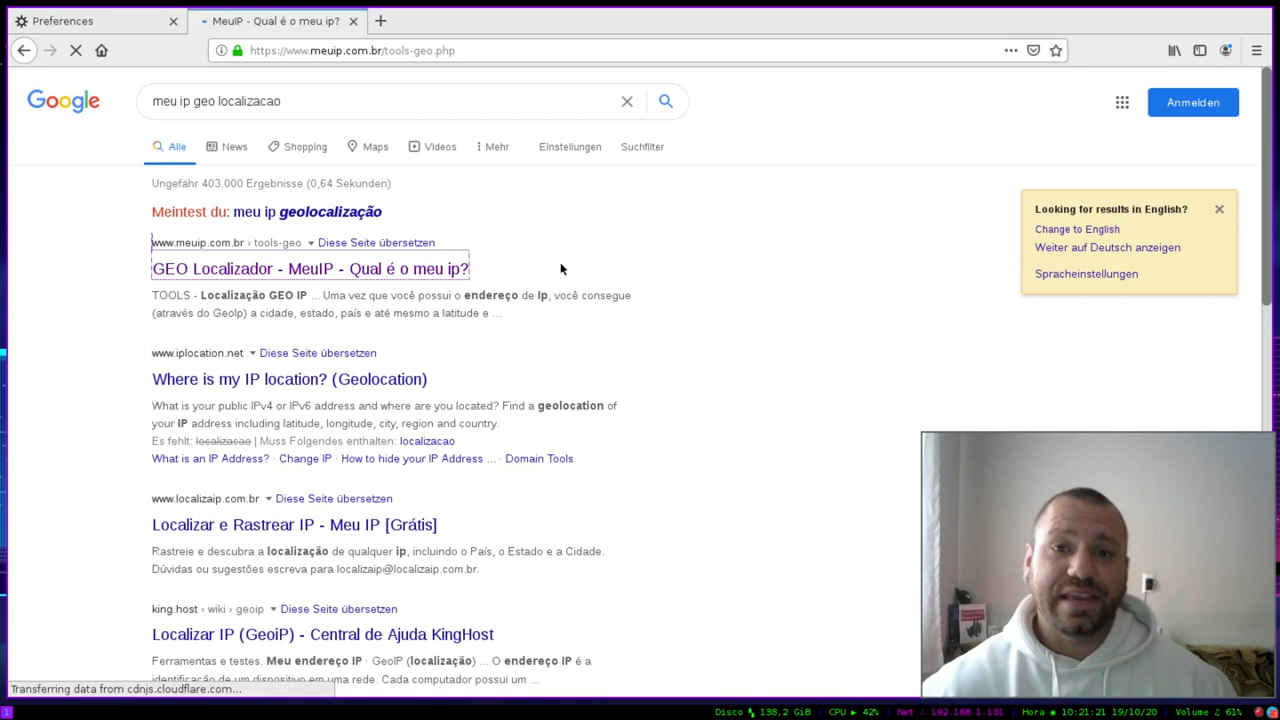 Preferences
MeuIP - Qual é o meu ip?
https://www.meuip.com.br/tools-geo.php
Google
meu ip geo localizacao
Anmelden
Alle
News
Shopping
Maps
Videos
Mehr
Einstellungen
Suchfilter
Ungefähr 403.000 Ergebnisse (0,64 Sekunden)
Meintest du: meu ip geolocalização
www.meuip.com.br › tools-geo
Diese Seite übersetzen
GEO Localizador - MeuIP - Qual é o meu ip?
TOOLS - Localização GEO IP ... Uma vez que você possui o endereço de Ip, você consegue
(através do GeoIp) a cidade, estado, país e até mesmo a latitude e ...
Looking for results in English?
Change to English
Weiter auf Deutsch anzeigen
Spracheinstellungen
www.iplocation.net
Diese Seite übersetzen
Where is my IP location? (Geolocation)
What is your public IPv4 or IPv6 address and where are you located? Find a geolocation of
your IP address including latitude, longitude, city, region and country.
Es fehlt: localizacao | Muss Folgendes enthalten: localizacao
What is an IP Address? · Change IP · How to hide your IP Address ... · Domain Tools
www.localizaip.com.br
Diese Seite übersetzen
Localizar e Rastrear IP - Meu IP [Grátis]
Rastreie e descubra a localização de qualquer ip, incluindo o País, o Estado e a Cidade.
Dúvidas ou sugestões escreva para localizaip@localizaip.com.br.
king.host › wiki › geoip
Diese Seite übersetzen
Localizar IP (GeoiP) - Central de Ajuda KingHost
Ferramentas e testes. Meu endereço IP · GeoIP (localização) ... O endereço IP é a
identificação de um dispositivo em uma rede. Cada computador possui um ...
Transferring data from cdnjs.cloudflare.com...
1
Disco 138,2 GiB
CPU 42%
Net 192.168.1.101
Hora 10:21:21 19/10/20
Volume 61%